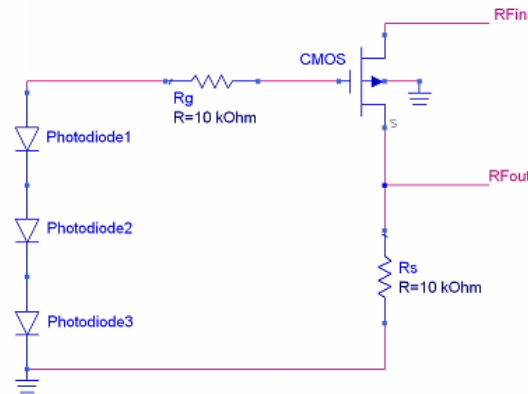 RFin
CMOS
Rg
R=10 kOhm
S
Photodiode1
RFout
Photodiode2
Rs
R=10 kOhm
Photodiode3